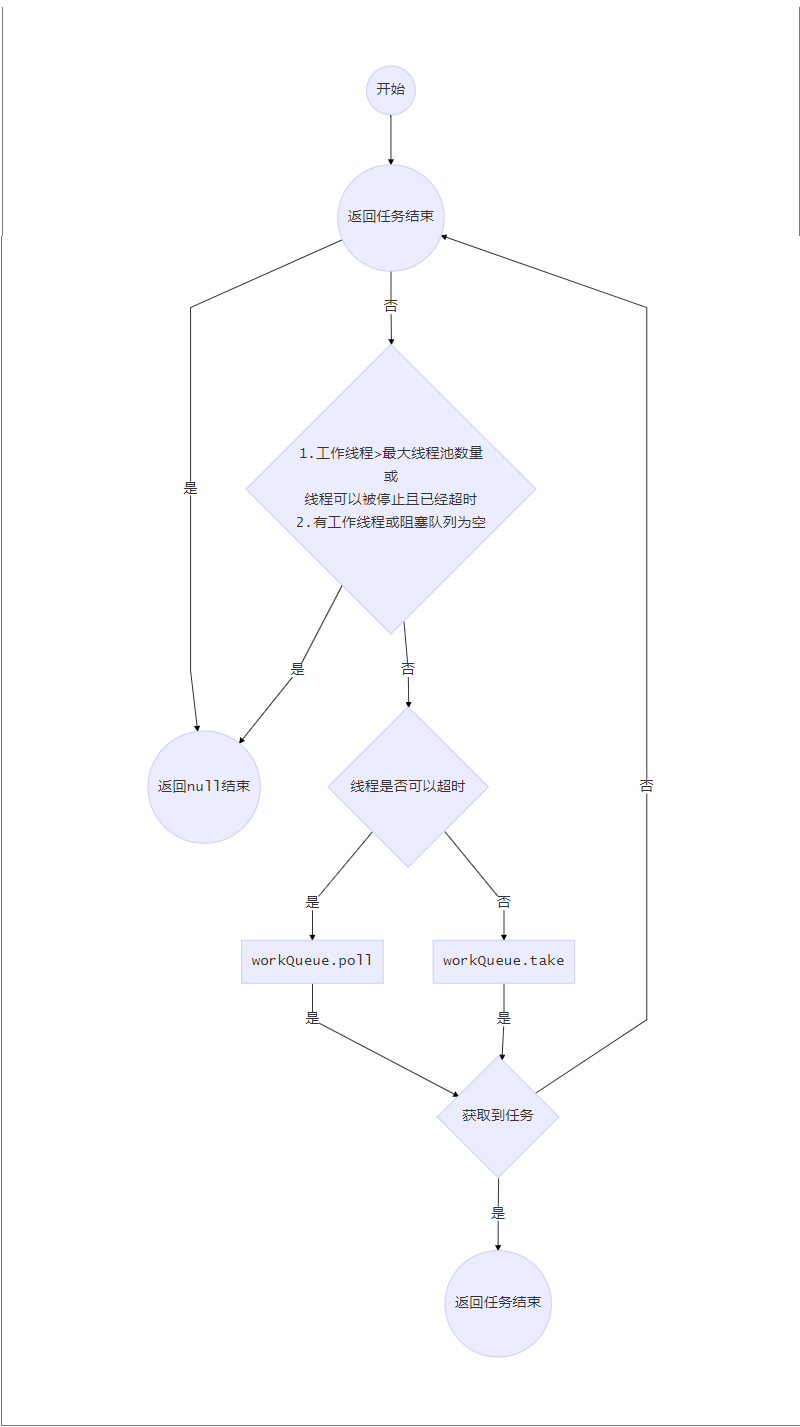 开始
返回任务结束
否
1.工作线程>最大线程池数量
或
线程可以被停止且已经超时
2.有工作线程或阻塞队列为空
是
是
否
返回null结束
线程是否可以超时
否
是
否
workQueue.poll
workQueue.take
是
是
获取到任务
是
返回任务结束